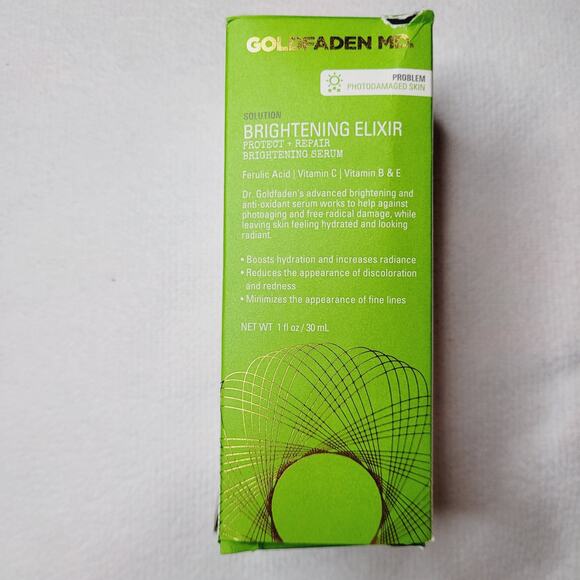 GOLDFADEN MD.
PROBLEM
PHOTODAMAGED SKIN
SOLUTION
BRIGHTENING ELIXIR
PROTECT + REPAIR
BRIGHTENING SERUM
Ferulic Acid | Vitamin C | Vitamin B & E
Dr. Goldfaden's advanced brightening and
anti-oxidant serum works to help against
photoaging and free radical damage, while
leaving skin feeling hydrated and looking
radiant.
• Boosts hydration and increases radiance
• Reduces the appearance of discoloration
and redness
• Minimizes the appearance of fine lines
NET WT 1 fl oz / 30 mL